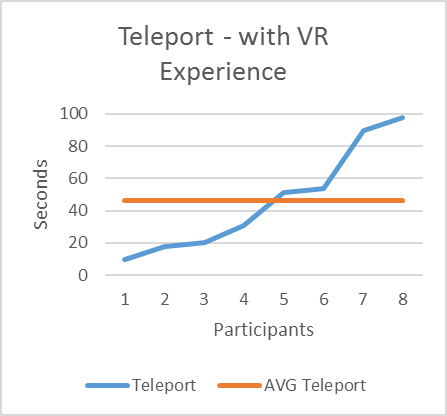 Teleport - with VR
Experience
100
80
60
40
20
0
Seconds
1 2 3 4 5 6 7 8
Participants
Teleport AVG Teleport